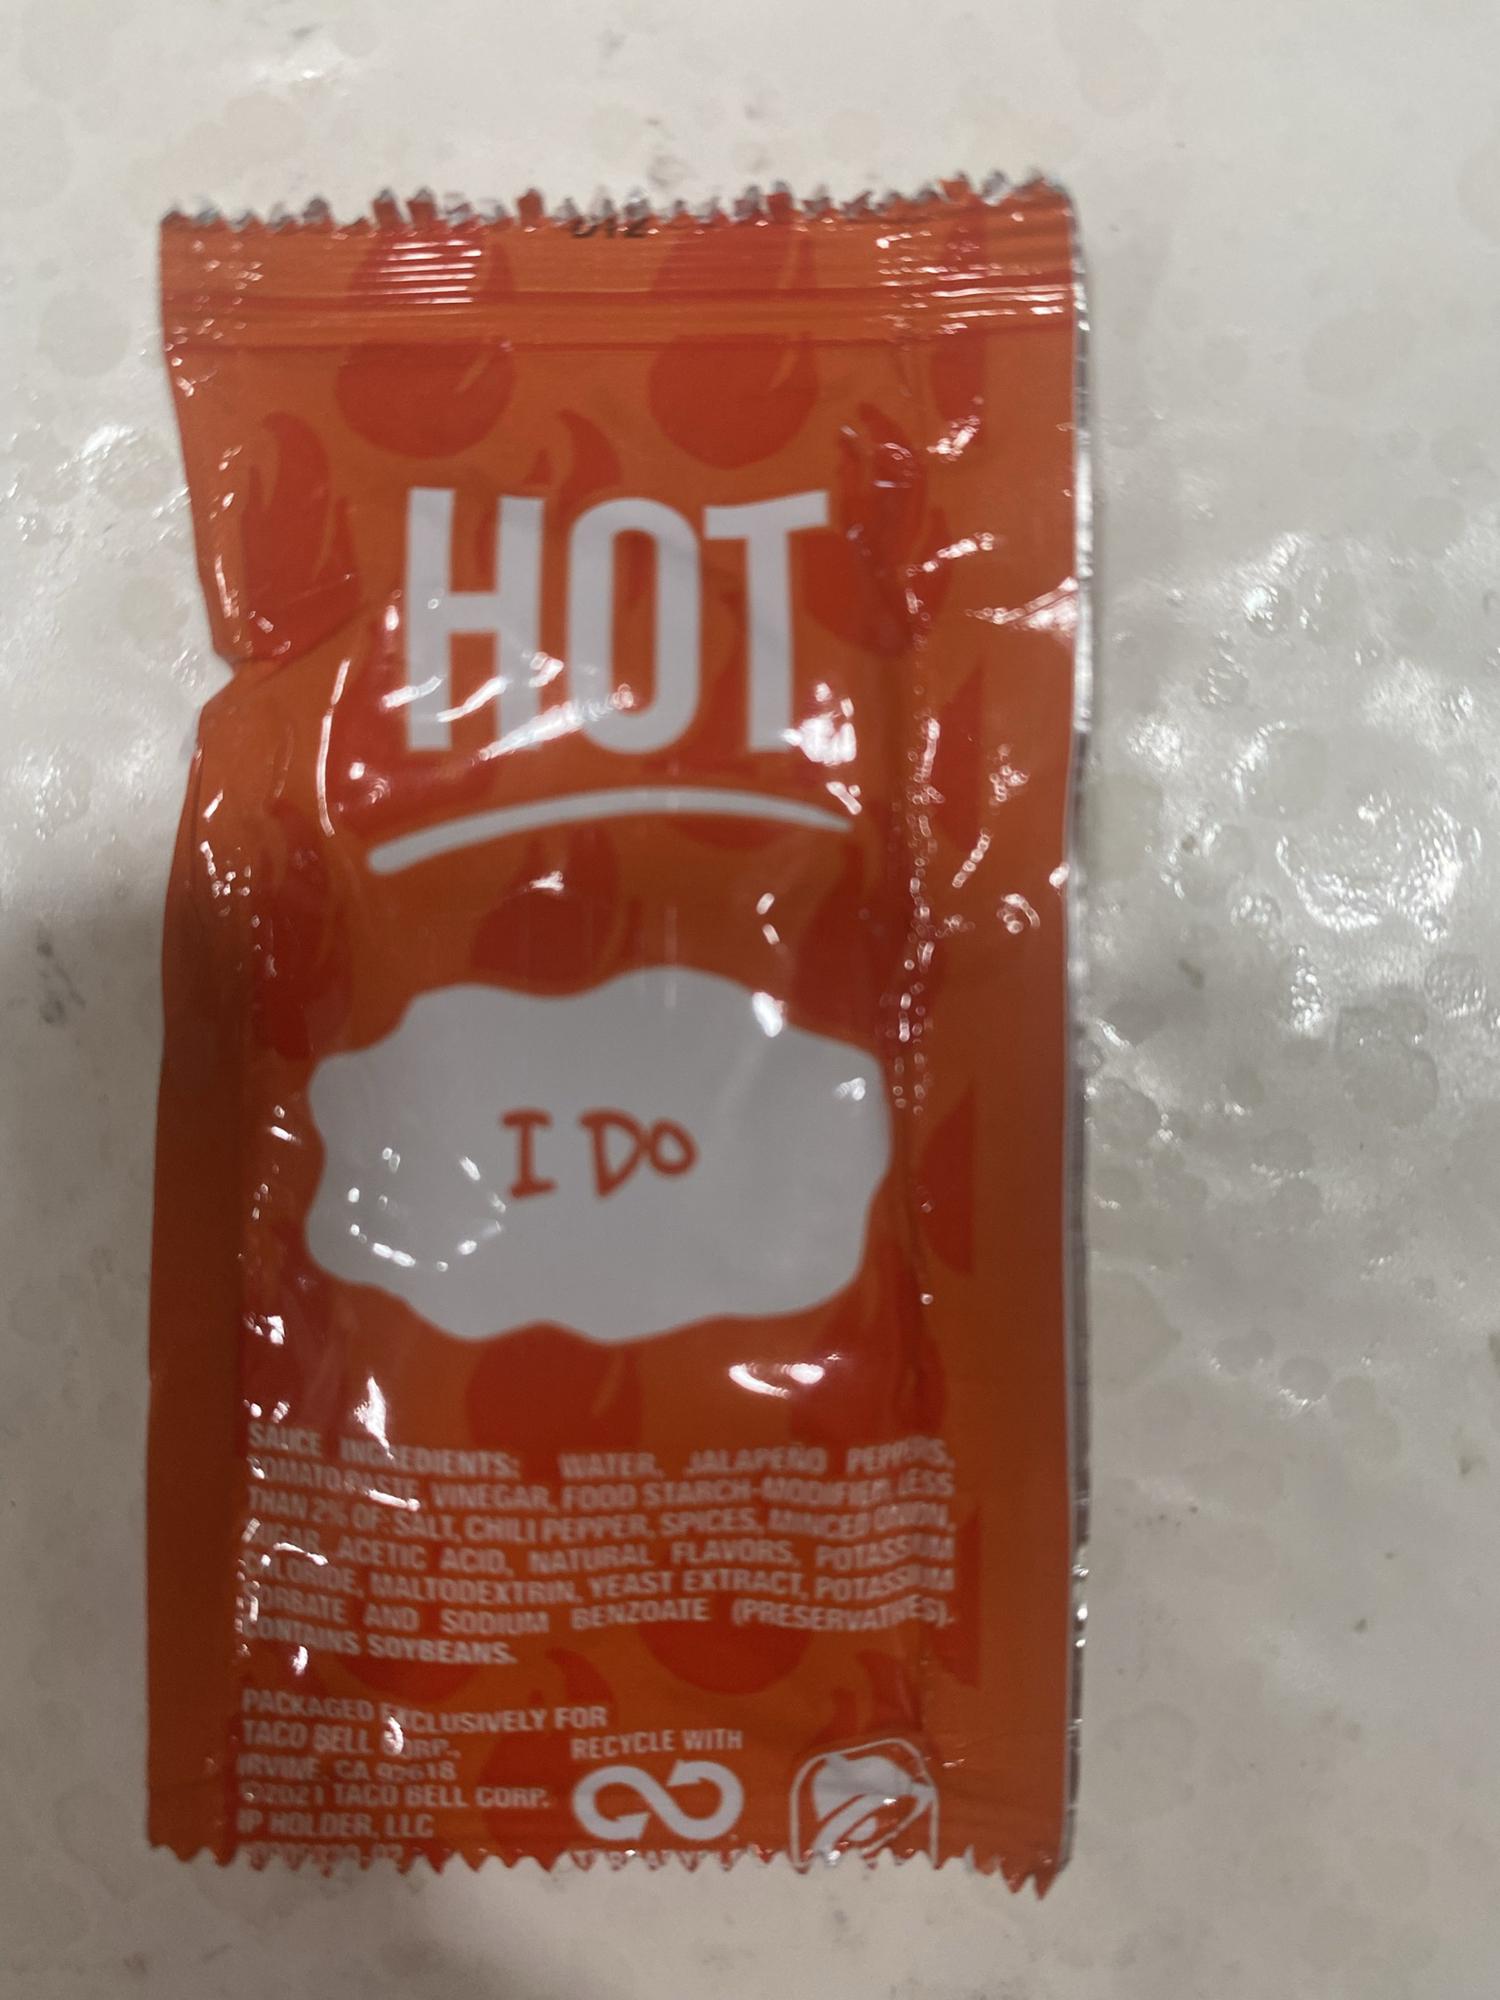 HOT
I DO
SAUCE INGREDIENTS: WATER, JALAPEÑO PEPPERS,
TOMATO PASTE, VINEGAR, FOOD STARCH-MODIFIED, LESS
THAN 2% OF: SALT, CHILI PEPPER, SPICES, MINCED ONION,
SUGAR, ACETIC ACID, NATURAL FLAVORS, POTASSIUM
CHLORIDE, MALTODEXTRIN, YEAST EXTRACT, POTASSIUM
SORBATE AND SODIUM BENZOATE (PRESERVATIVES).
CONTAINS SOYBEANS.
PACKAGED EXCLUSIVELY FOR
TACO BELL CORP.,
IRVINE, CA 92618
©2021 TACO BELL CORP.
IP HOLDER, LLC
RECYCLE WITH